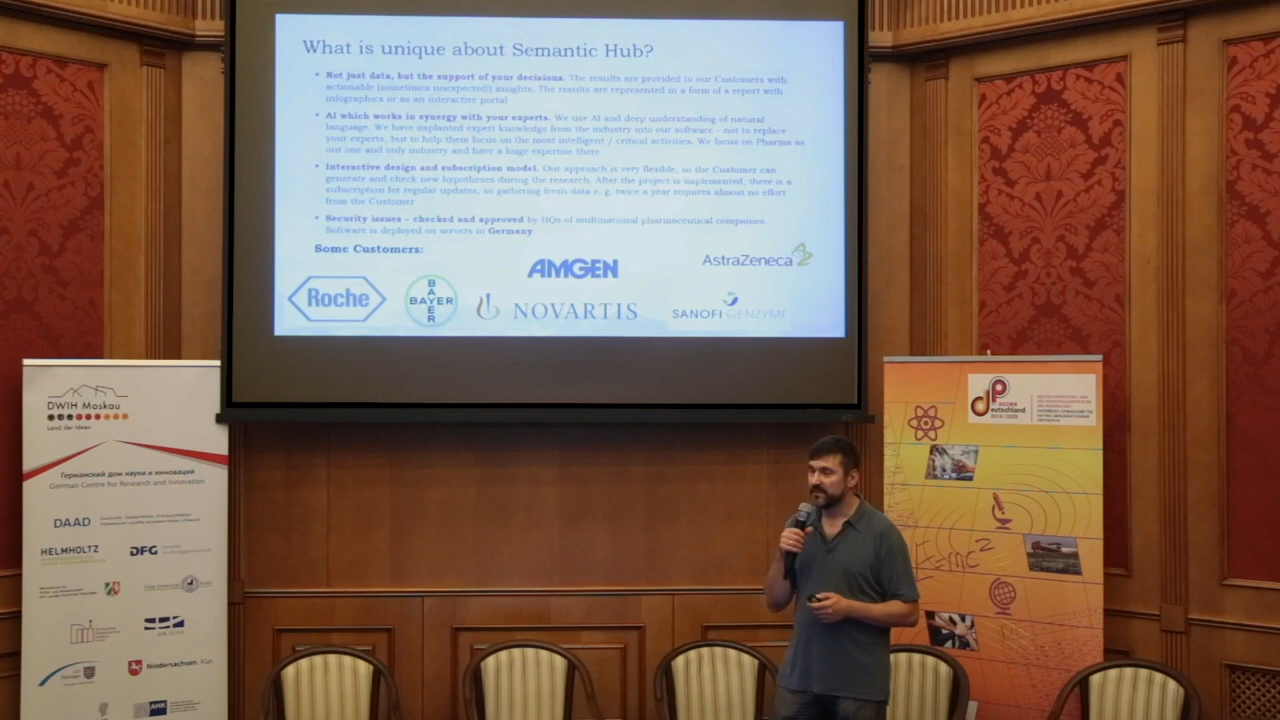 What is unique about Semantic Hub?
• Not just data, but the support of your decisions. The results are provided to our Customers with
actionable (sometimes unexpected!) insights. The results are represented in a form of a report with
infographics or as an interactive portal
• AI which works in synergy with your experts. We use AI and deep understanding of natural
language. We have implanted expert knowledge from the industry into our software – not to replace
your experts, but to help them focus on the most intelligent / critical activities. We focus on Pharma as
our one and only industry and have a huge expertise there
• Interactive design and subscription model. Our approach is very flexible, so the Customer can
generate and check new hypotheses during the research. After the project is implemented, there is a
subscription for regular updates, so gathering fresh data e. g. twice a year requires almost no effort
from the Customer
• Security issues – checked and approved by HQs of multinational pharmaceutical companies.
Software is deployed on servers in Germany
Some Customers:
AMGEN
AstraZeneca
Roche
BAYER
BAYER
NOVARTIS
SANOFI GENZYME
DWIH Moskau
Land der Ideen
Германский дом науки и инноваций
German Centre for Research and Innovation
DAAD
HELMHOLTZ
DFG
Niedersachsen. Klar
AHK
dp
eutschland
E=mc²